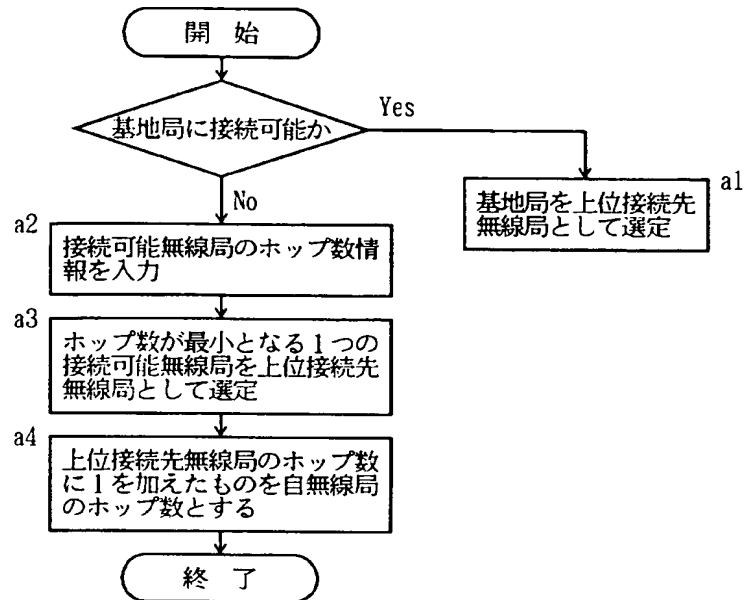 開 始
基地局に接続可能か
Yes
No
a1
基地局を上位接続先
無線局として選定
a2
接続可能無線局のホップ数情
報を入力
a3
ホップ数が最小となる1つの
接続可能無線局を上位接続先
無線局として選定
a4
上位接続先無線局のホップ数
に1を加えたものを自無線局
のホップ数とする
終 了